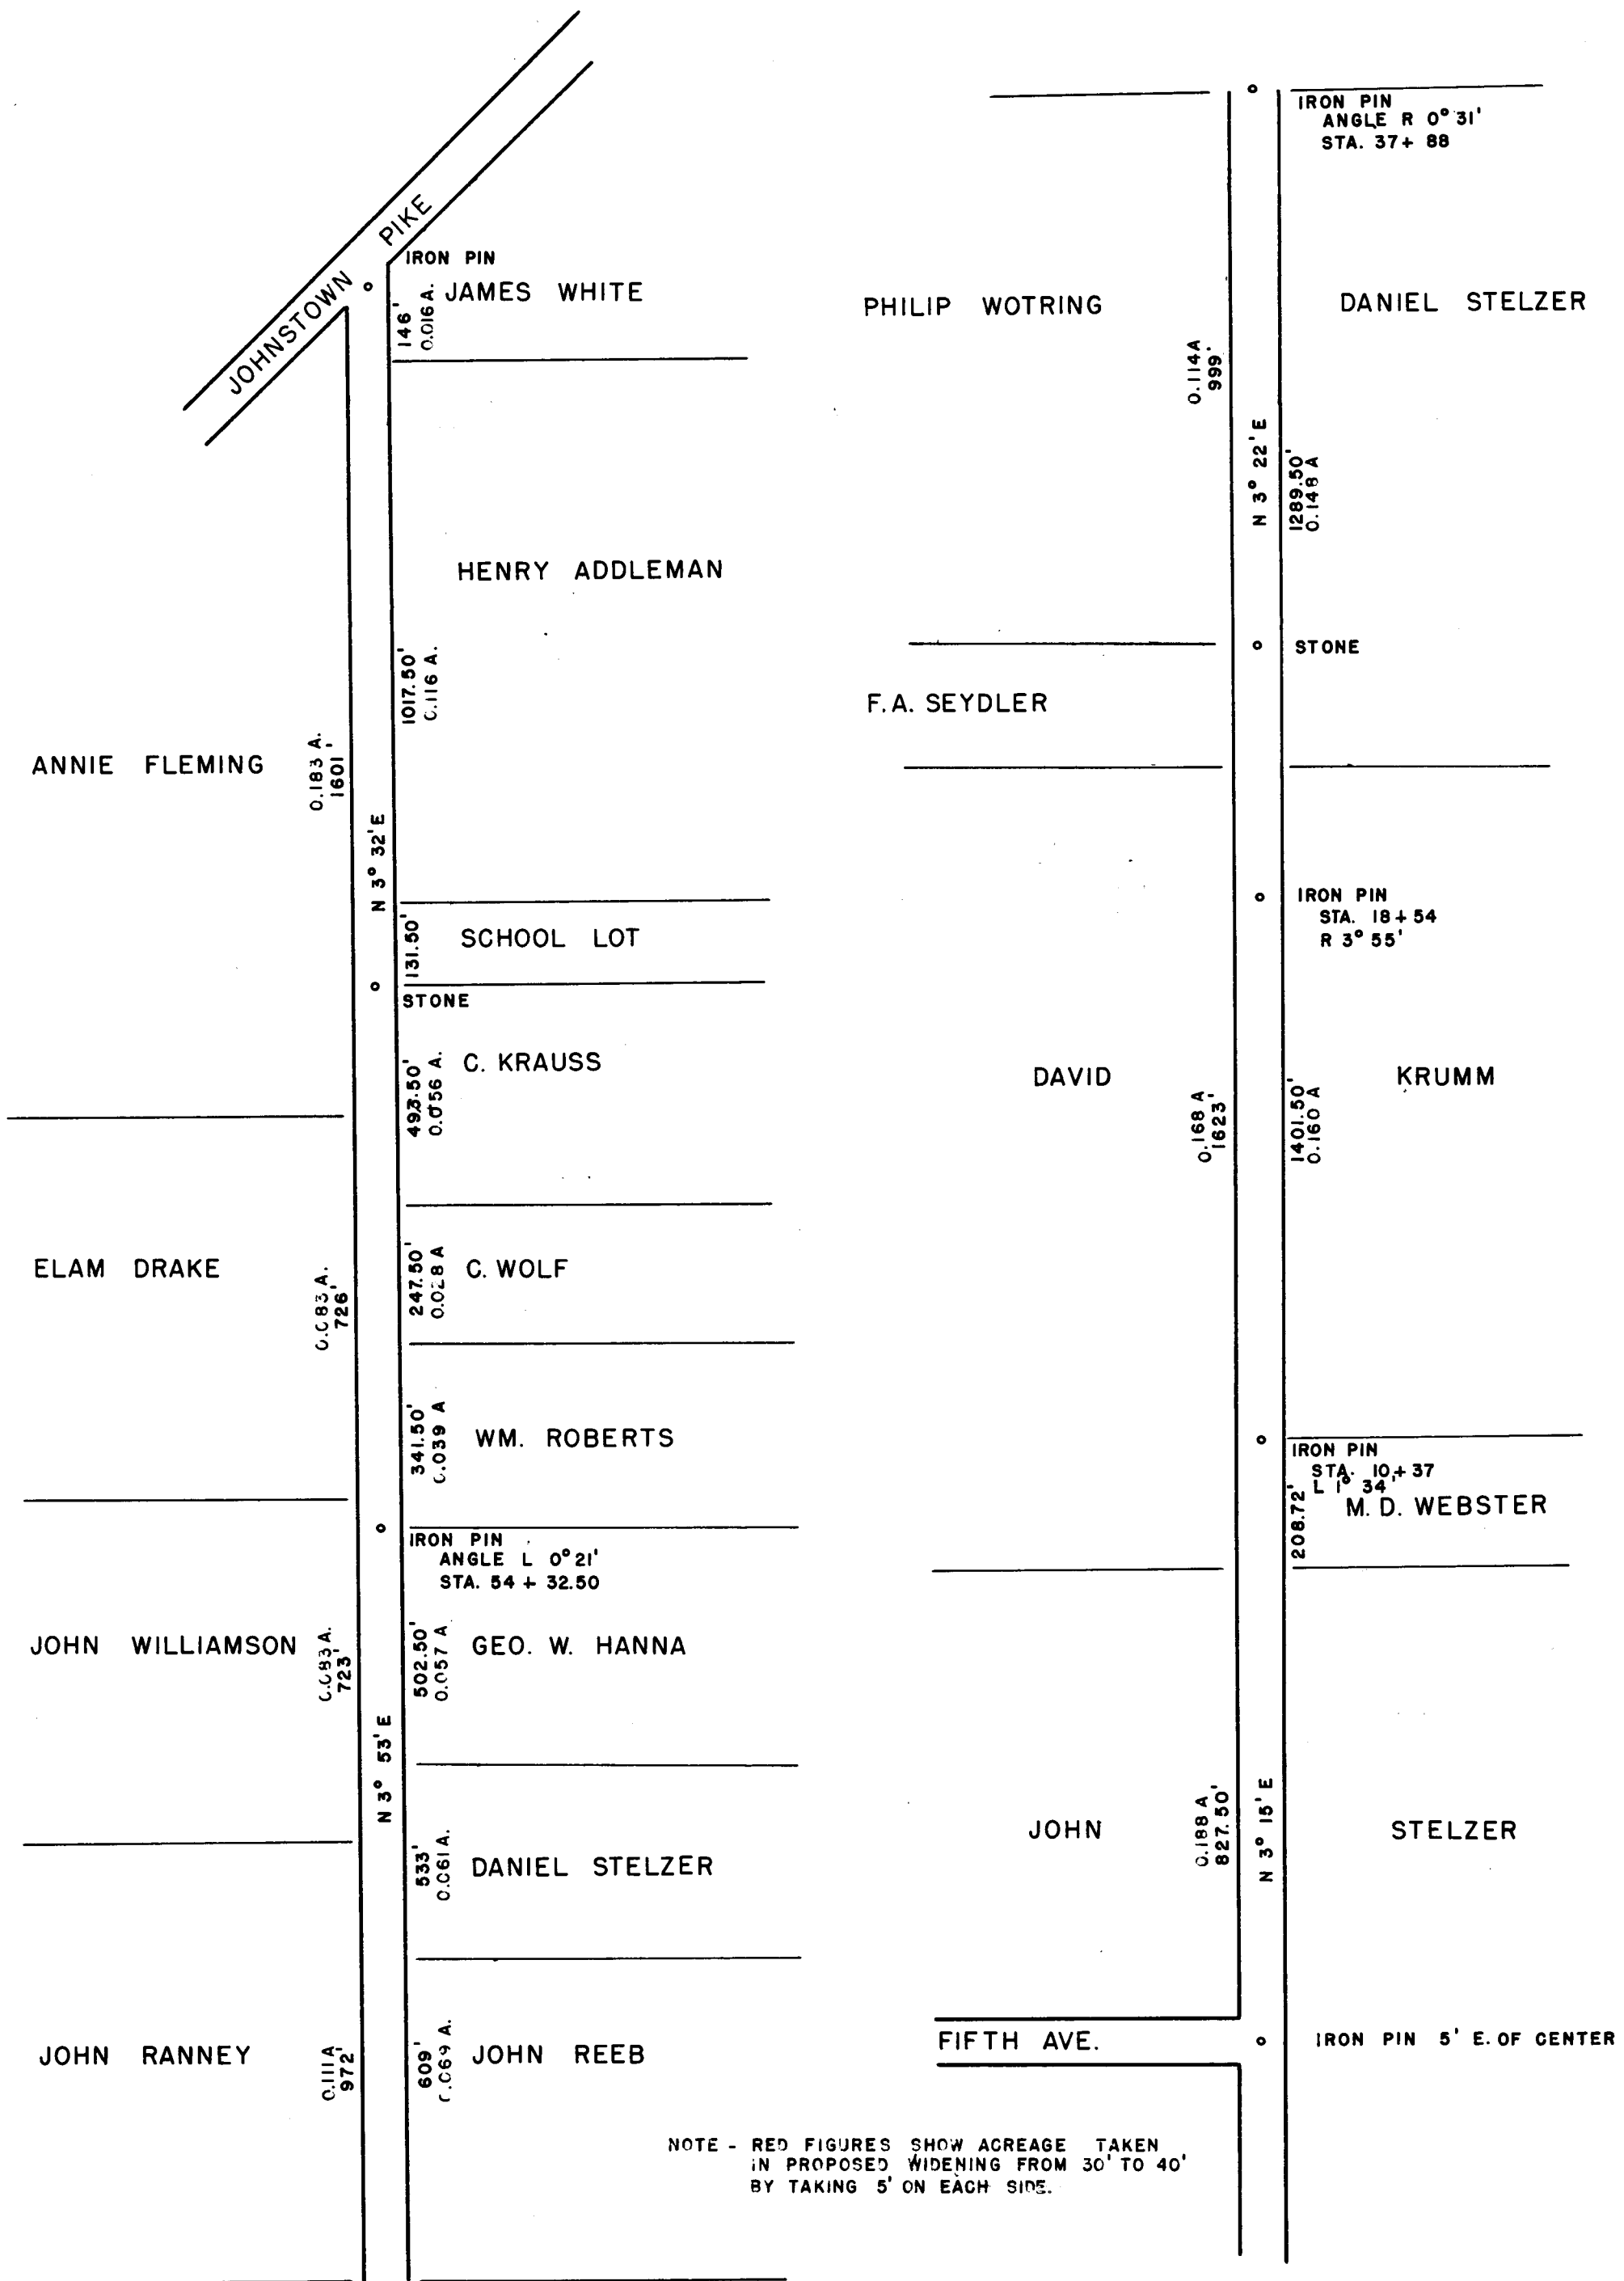 JOHNSTOWN PIKE
IRON PIN
JAMES WHITE
146'
0.016 A.
HENRY ADDLEMAN
1017.50'
0.116 A.
ANNIE FLEMING
0.183 A.
1601'
N 3° 32' E
131.50'
SCHOOL LOT
STONE
493.50'
0.056 A.
C. KRAUSS
ELAM DRAKE
0.083 A.
726'
247.50'
0.028 A
C. WOLF
341.50'
0.039 A
WM. ROBERTS
IRON PIN
ANGLE L 0° 21'
STA. 54 + 32.50
JOHN WILLIAMSON
0.083 A.
723'
502.50'
0.057 A
GEO. W. HANNA
N 3° 53' E
533'
0.061 A.
DANIEL STELZER
JOHN RANNEY
0.111 A
972'
609'
0.069 A.
JOHN REEB
IRON PIN
ANGLE R 0° 31'
STA. 37 + 88
PHILIP WOTRING
0.114 A
999'
N 3° 22' E
1289.50'
0.148 A
DANIEL STELZER
STONE
F. A. SEYDLER
IRON PIN
STA. 18 + 54
R 3° 55'
DAVID
0.168 A
1623'
1401.50'
0.160 A
KRUMM
IRON PIN
STA. 10 + 37
L 1° 34'
208.72'
M. D. WEBSTER
JOHN
0.188 A
827.50'
N 3° 15' E
STELZER
FIFTH AVE.
IRON PIN 5' E. OF CENTER
NOTE - RED FIGURES SHOW ACREAGE TAKEN
IN PROPOSED WIDENING FROM 30' TO 40'
BY TAKING 5' ON EACH SIDE.